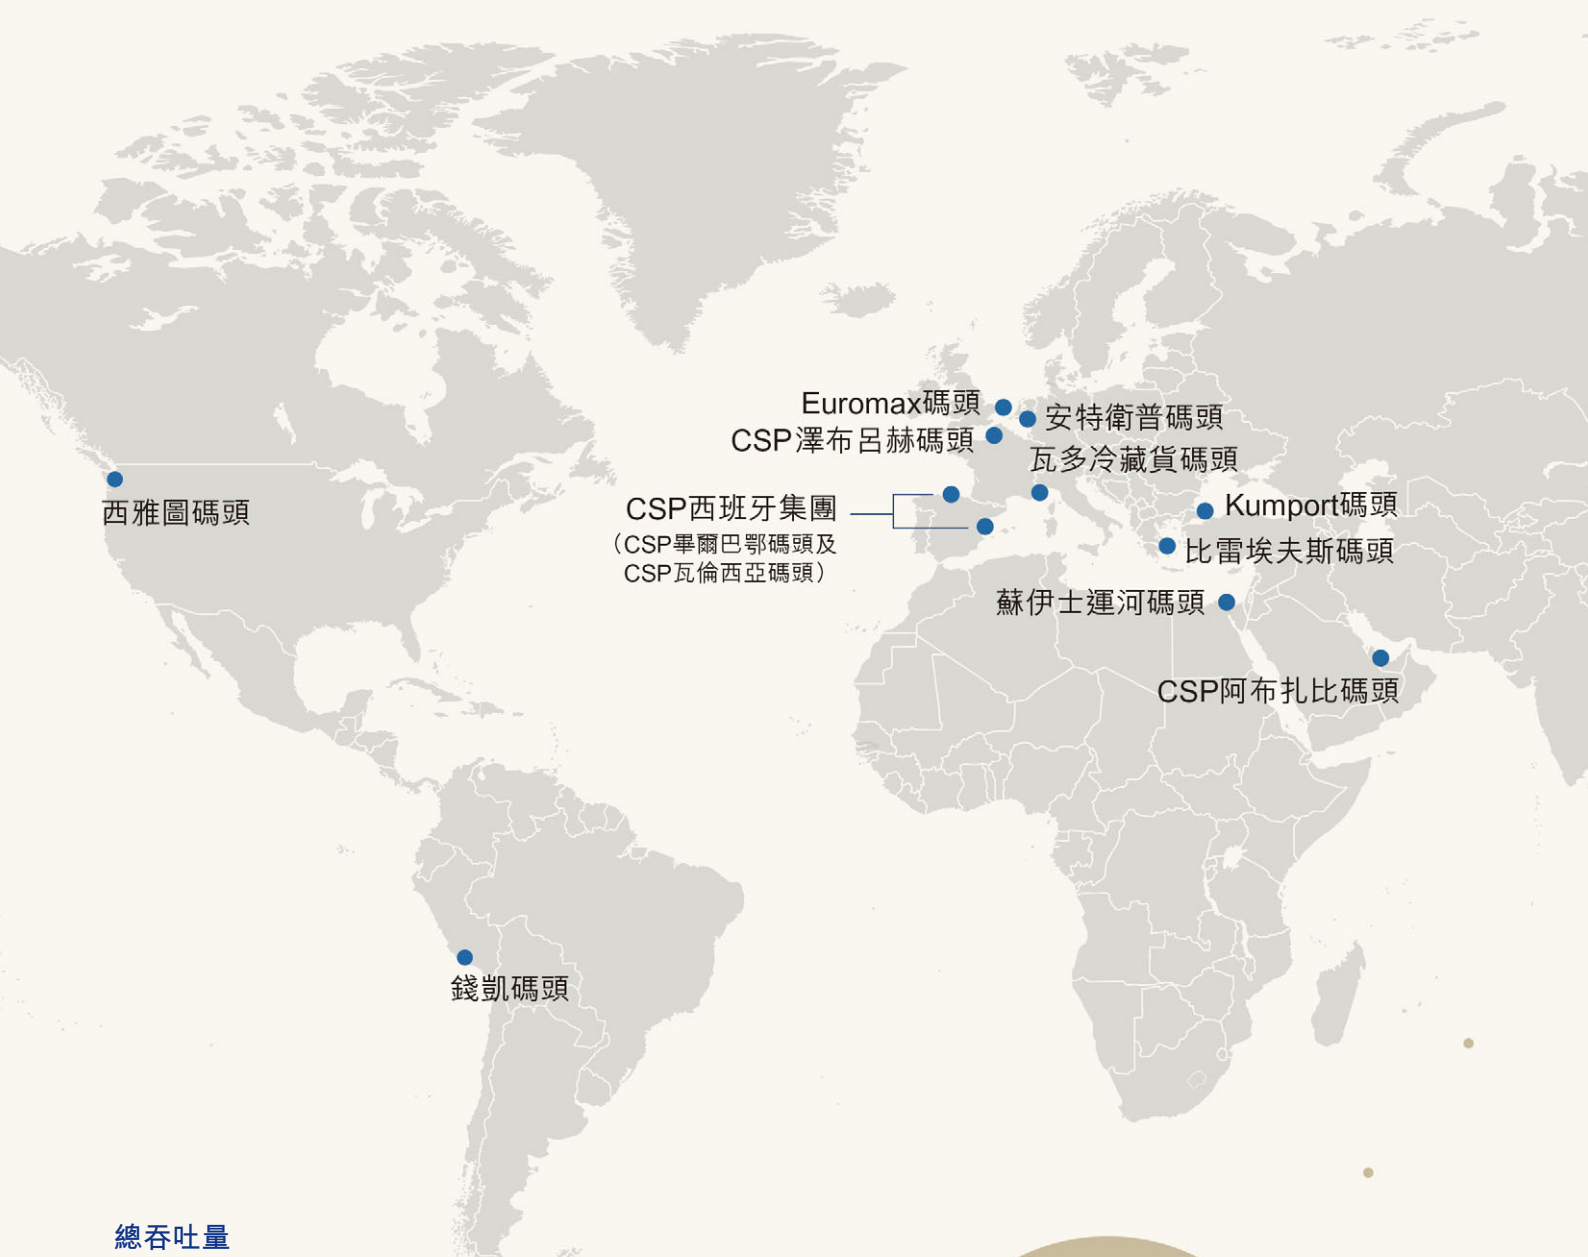 Euromax碼頭
安特衛普碼頭
CSP澤布呂赫碼頭
瓦多冷藏貨碼頭
西雅圖碼頭
CSP西班牙集團
（CSP畢爾巴鄂碼頭及
CSP瓦倫西亞碼頭）
Kumport碼頭
比雷埃夫斯碼頭
蘇伊士運河碼頭
CSP阿布扎比碼頭
錢凱碼頭
總吞吐量